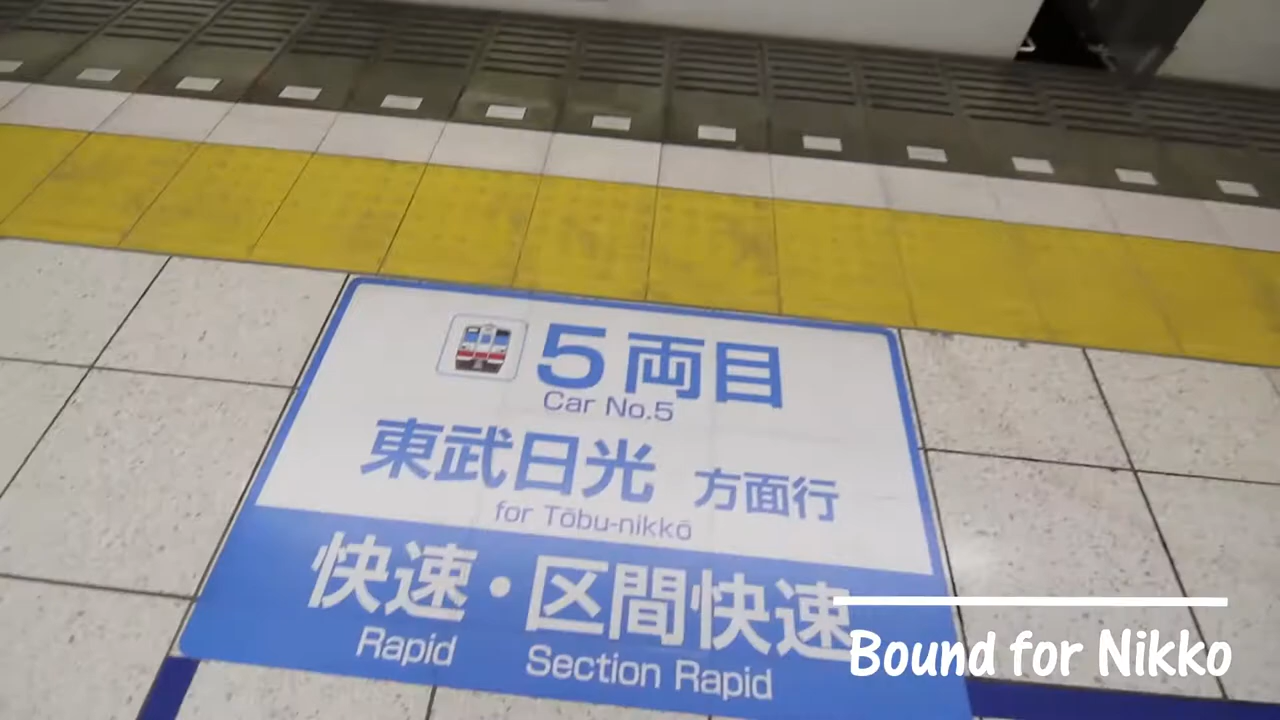 5両目
Car No.5
東武日光 方面行
for Tōbu-nikkō
快速・区間快速
Rapid Section Rapid
Bound for Nikko